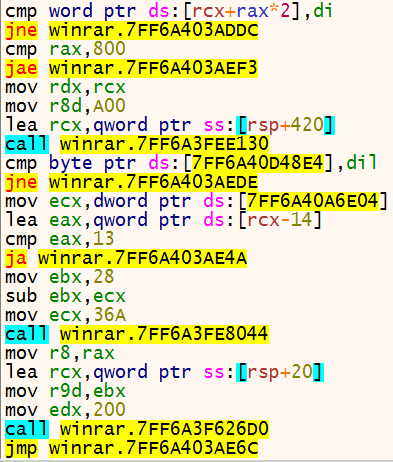 cmp word ptr ds:[rcx+rax*2],di
jne winrar.7FF6A403ADDC
cmp rax,800
jae winrar.7FF6A403AEF3
mov rdx,rcx
mov r8d,A00
lea rcx,qword ptr ss:[rsp+420]
call winrar.7FF6A3FEE130
cmp byte ptr ds:[7FF6A40D48E4],dil
jne winrar.7FF6A403AEDE
mov ecx,dword ptr ds:[7FF6A40A6E04]
lea eax,qword ptr ds:[rcx-14]
cmp eax,13
ja winrar.7FF6A403AE4A
mov ebx,28
sub ebx,ecx
mov ecx,36A
call winrar.7FF6A3FE8044
mov r8,rax
lea rcx,qword ptr ss:[rsp+20]
mov r9d,ebx
mov edx,200
call winrar.7FF6A3F626D0
jmp winrar.7FF6A403AE6C